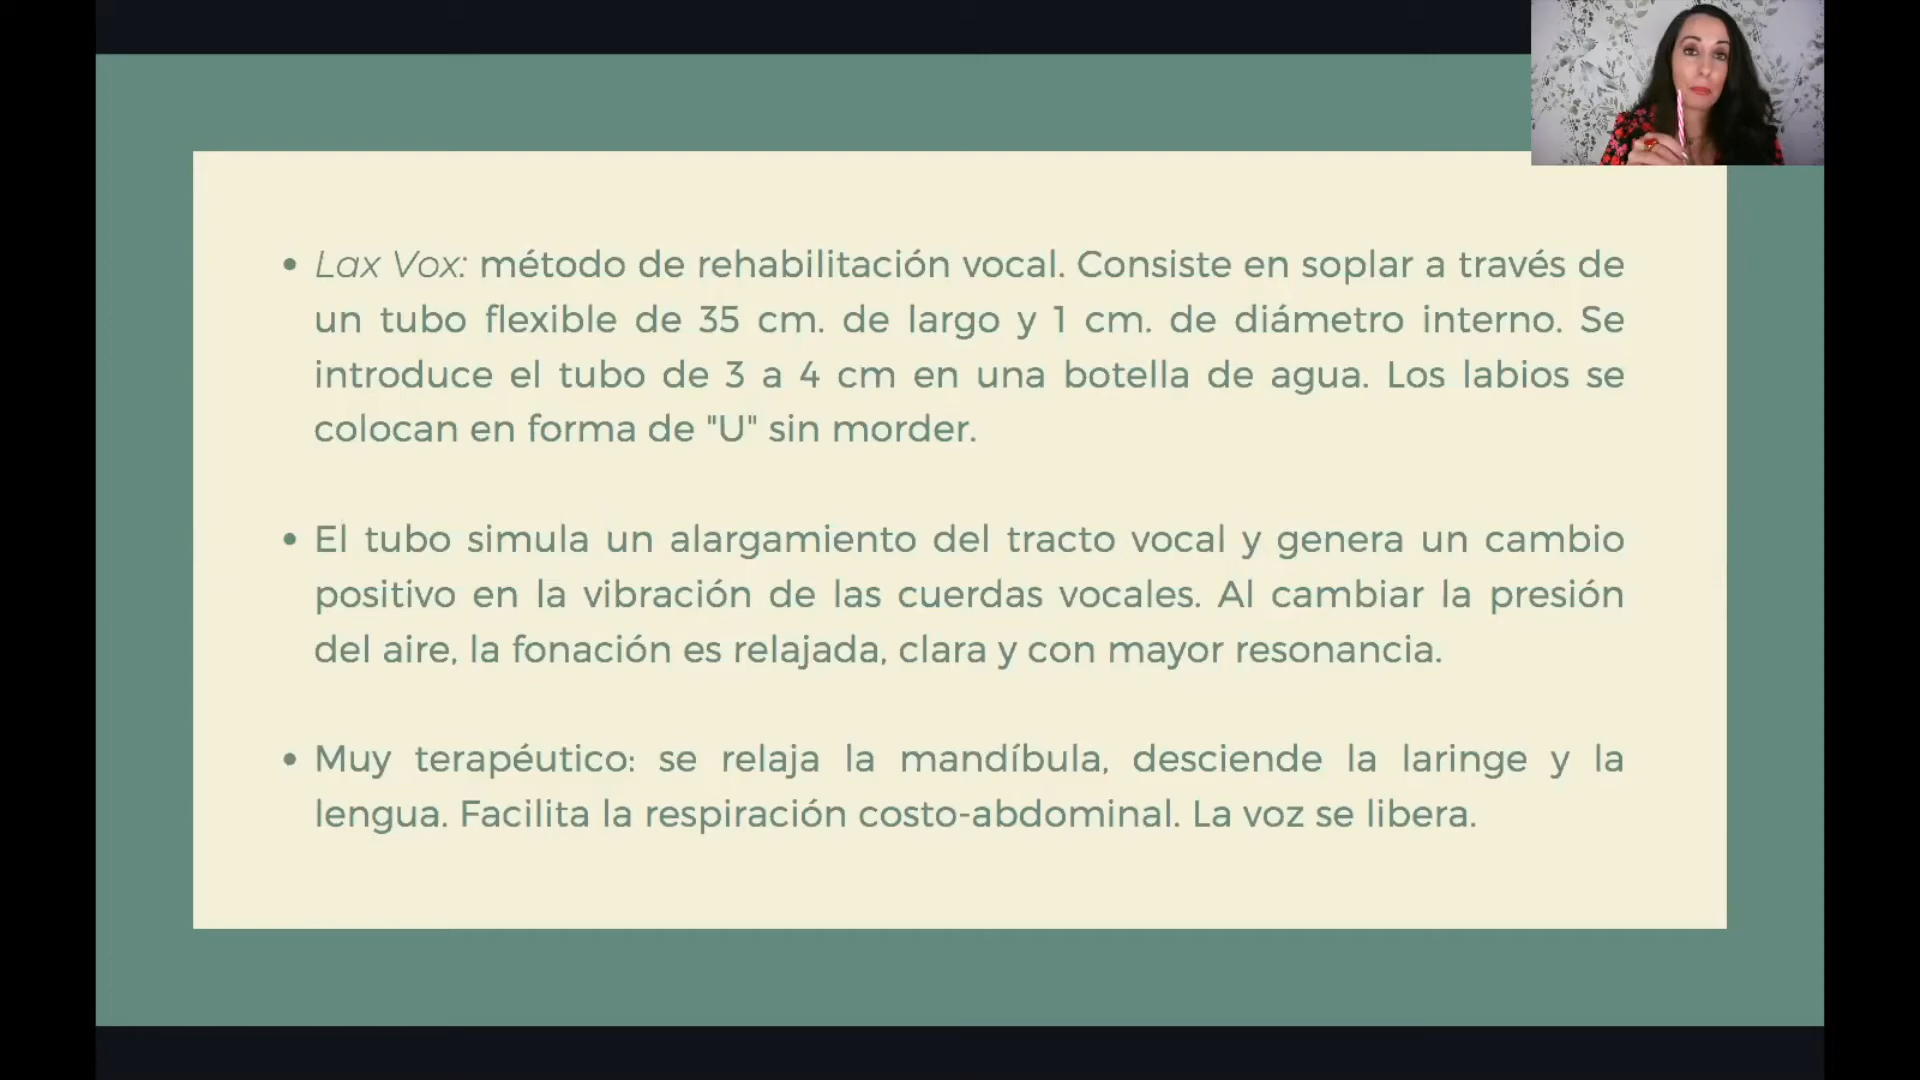 • Lax Vox: método de rehabilitación vocal. Consiste en soplar a través de
un tubo flexible de 35 cm. de largo y 1 cm. de diámetro interno. Se
introduce el tubo de 3 a 4 cm en una botella de agua. Los labios se
colocan en forma de "U" sin morder.
• El tubo simula un alargamiento del tracto vocal y genera un cambio
positivo en la vibración de las cuerdas vocales. Al cambiar la presión
del aire, la fonación es relajada, clara y con mayor resonancia.
• Muy terapéutico: se relaja la mandíbula, desciende la laringe y la
lengua. Facilita la respiración costo-abdominal. La voz se libera.